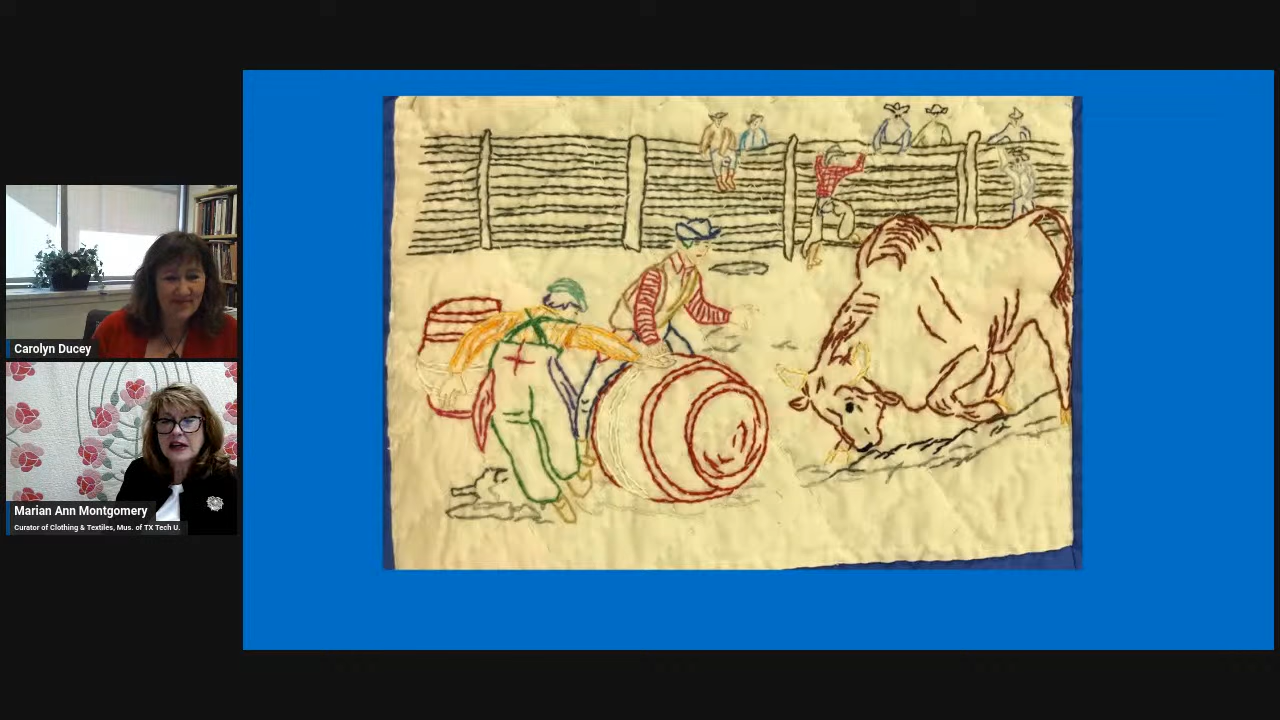 Carolyn Ducey
Marian Ann Montgomery
Curator of Clothing & Textiles, Mus. of TX Tech U.